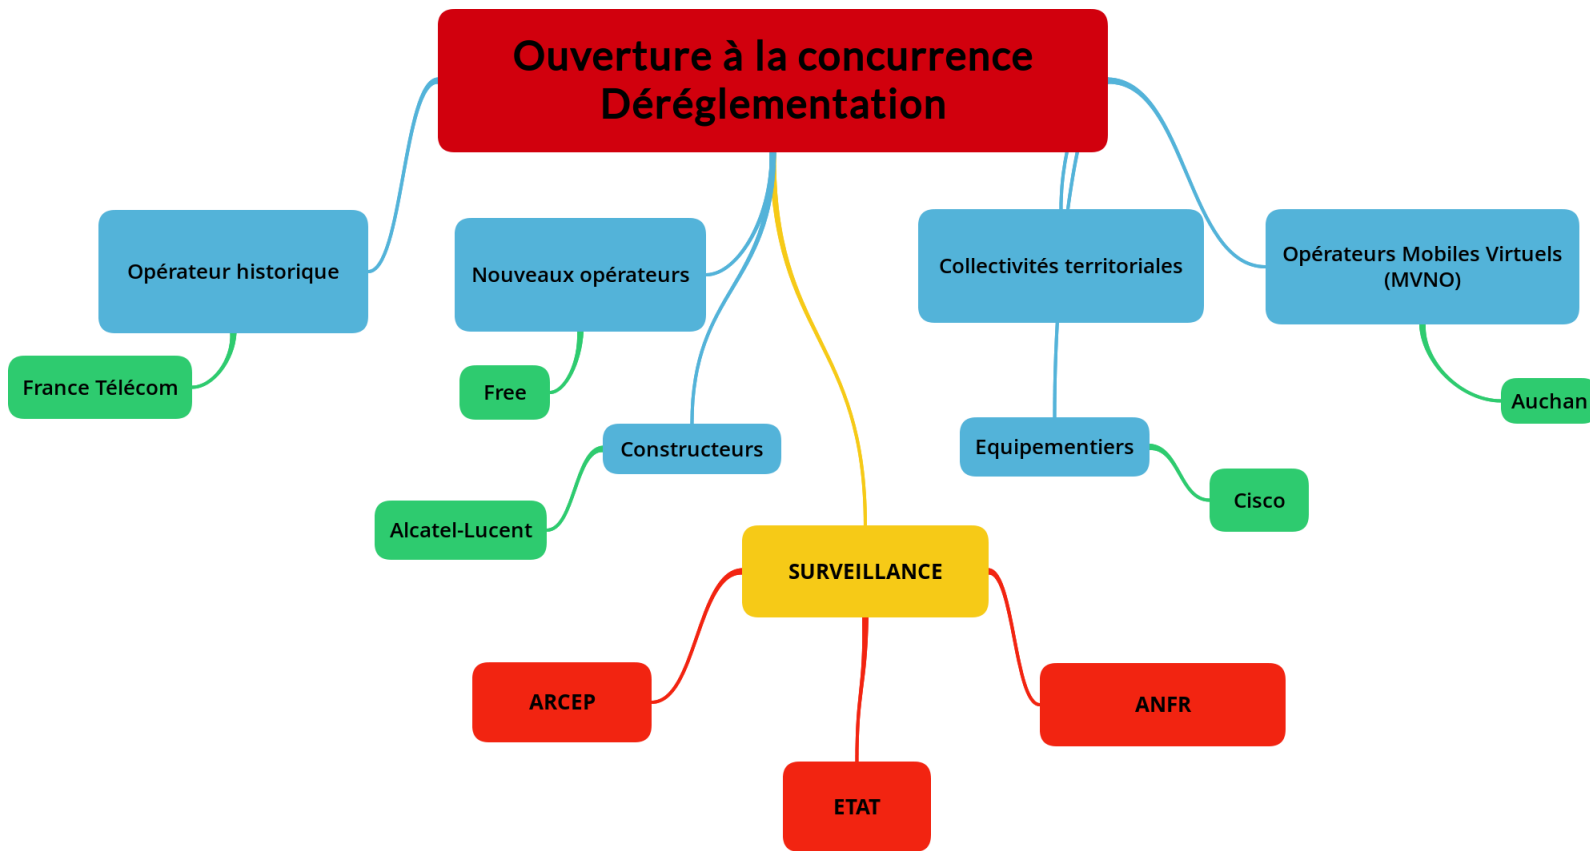 Ouverture à la concurrence
Déréglementation
Opérateur historique
Nouveaux opérateurs
Collectivités territoriales
Opérateurs Mobiles Virtuels
(MVNO)
France Télécom
Free
Auchan
Constructeurs
Equipementiers
Alcatel-Lucent
Cisco
SURVEILLANCE
ARCEP
ANFR
ETAT